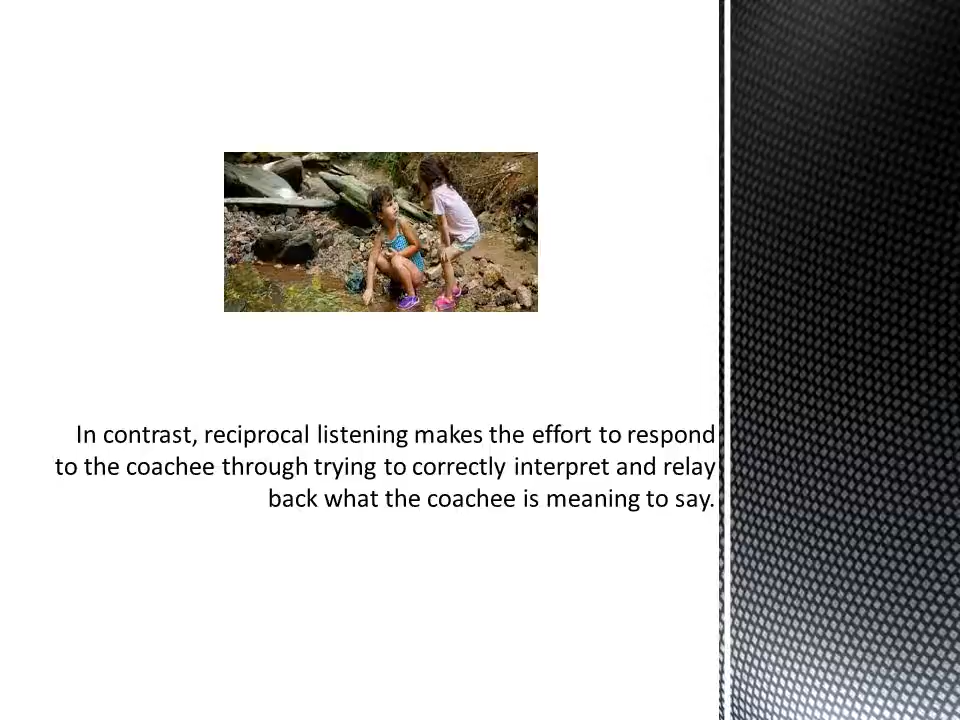 In contrast, reciprocal listening makes the effort to respond
to the coachee through trying to correctly interpret and relay
back what the coachee is meaning to say.